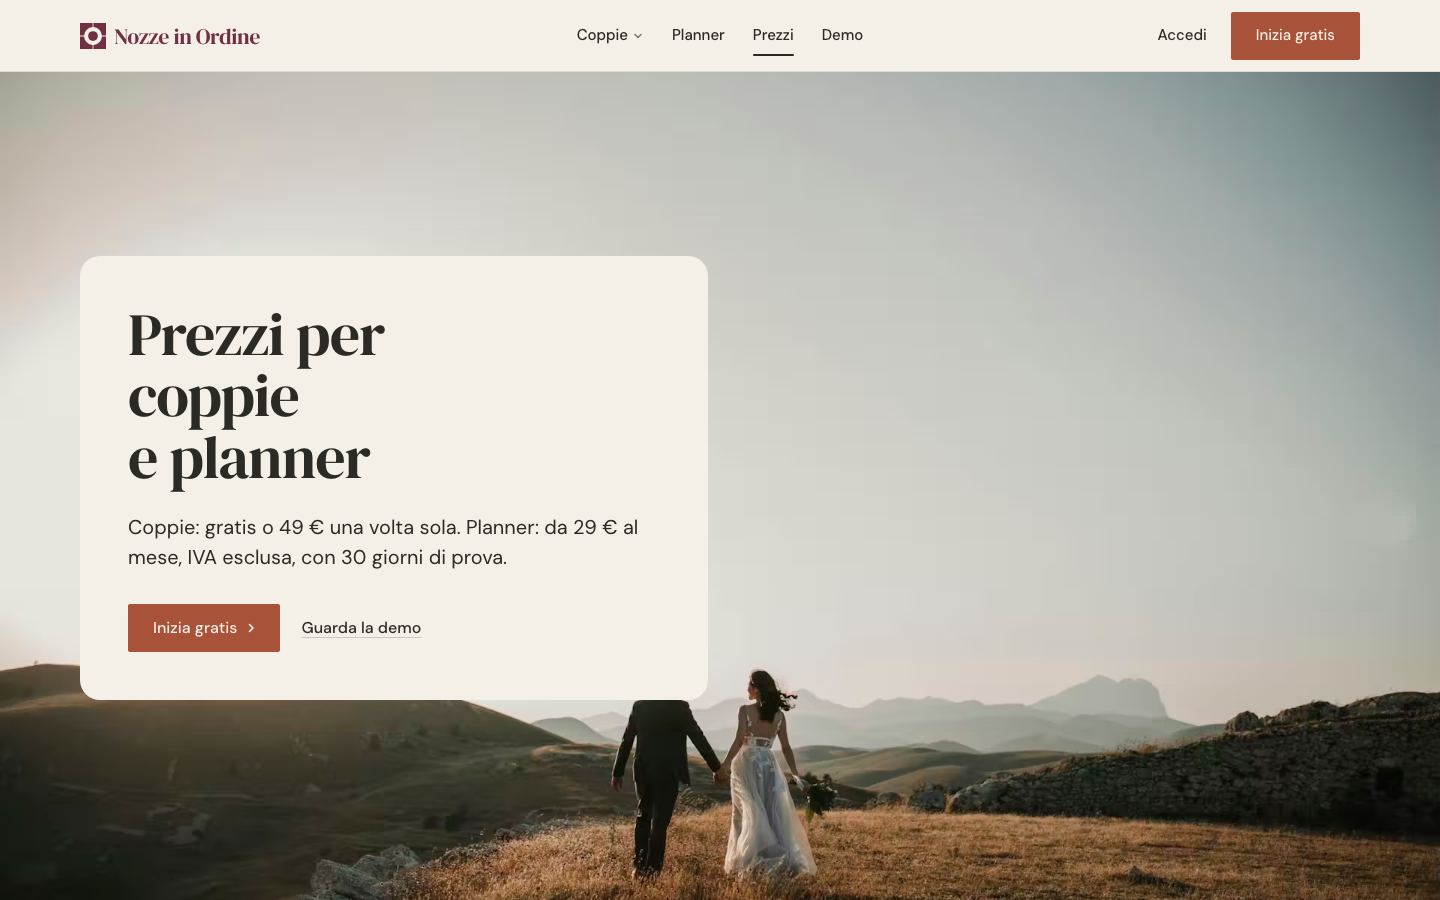 Nozze in Ordine
Coppie
Planner
Prezzi
Demo
Accedi
Inizia gratis
Prezzi per
coppie
e planner
Coppie: gratis o 49 € una volta sola. Planner: da 29 € al
mese, IVA esclusa, con 30 giorni di prova.
Inizia gratis
Guarda la demo